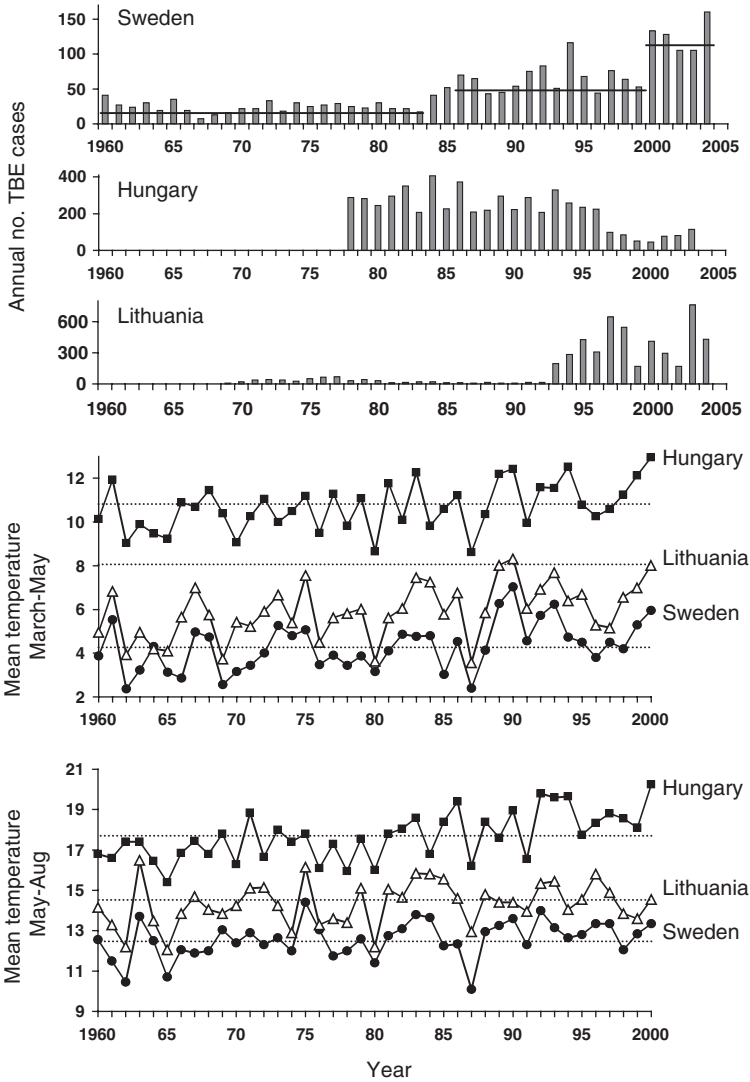 Annual no. TBE cases
Sweden
150
100
50
0
1960 65 70 75 80 85 90 95 2000 2005
Hungary
400
200
0
1960 65 70 75 80 85 90 95 2000 2005
Lithuania
600
300
0
1960 65 70 75 80 85 90 95 2000 2005
Mean temperature
March-May
12
10
8
6
4
2
Hungary
Lithuania
Sweden
1960 65 70 75 80 85 90 95 2000
Mean temperature
May-Aug
21
19
17
15
13
11
9
Hungary
Lithuania
Sweden
1960 65 70 75 80 85 90 95 2000
Year